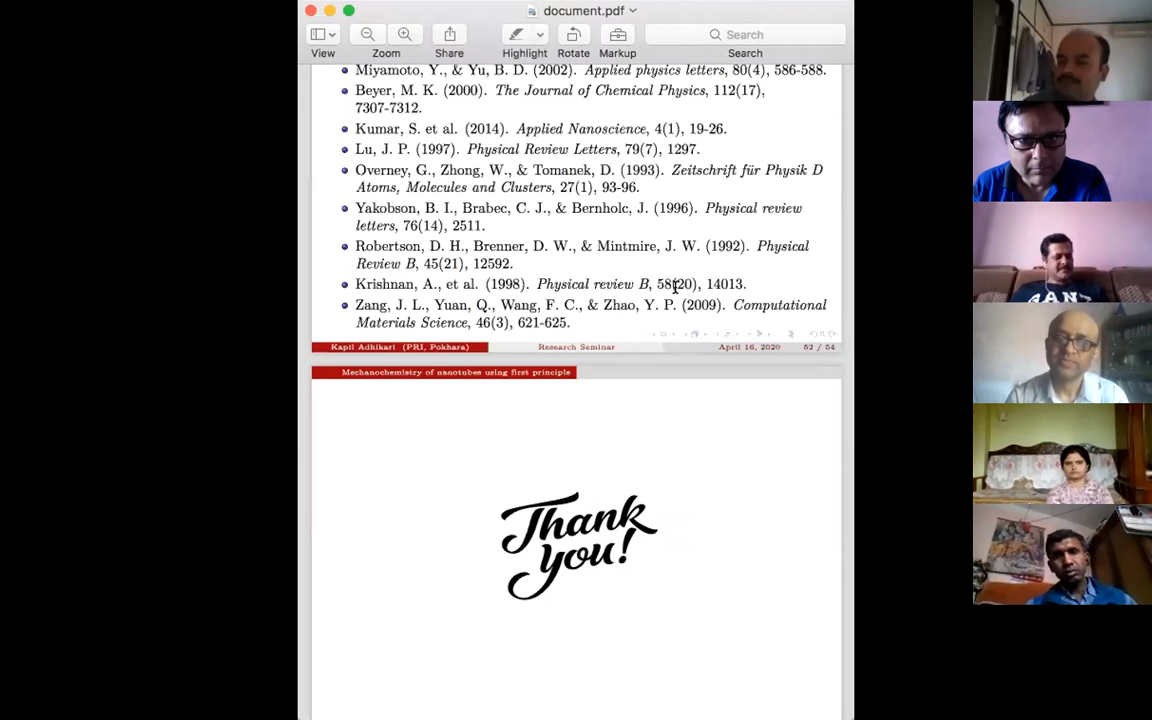 document.pdf
View
Zoom
Share
Highlight
Rotate
Markup
Search
Search
Miyamoto, Y., & Yu, B. D. (2002). Applied physics letters, 80(4), 586-588.
Beyer, M. K. (2000). The Journal of Chemical Physics, 112(17),
7307-7312.
Kumar, S. et al. (2014). Applied Nanoscience, 4(1), 19-26.
Lu, J. P. (1997). Physical Review Letters, 79(7), 1297.
Overney, G., Zhong, W., & Tomanek, D. (1993). Zeitschrift für Physik D
Atoms, Molecules and Clusters, 27(1), 93-96.
Yakobson, B. I., Brabec, C. J., & Bernholc, J. (1996). Physical review
letters, 76(14), 2511.
Robertson, D. H., Brenner, D. W., & Mintmire, J. W. (1992). Physical
Review B, 45(21), 12592.
Krishnan, A., et al. (1998). Physical review B, 58(20), 14013.
Zang, J. L., Yuan, Q., Wang, F. C., & Zhao, Y. P. (2009). Computational
Materials Science, 46(3), 621-625.
Kapil Adhikari (PRI, Pokhara) Research Seminar April 16, 2020 52 / 54
Mechanochemistry of nanotubes using first principle
Thank
you!